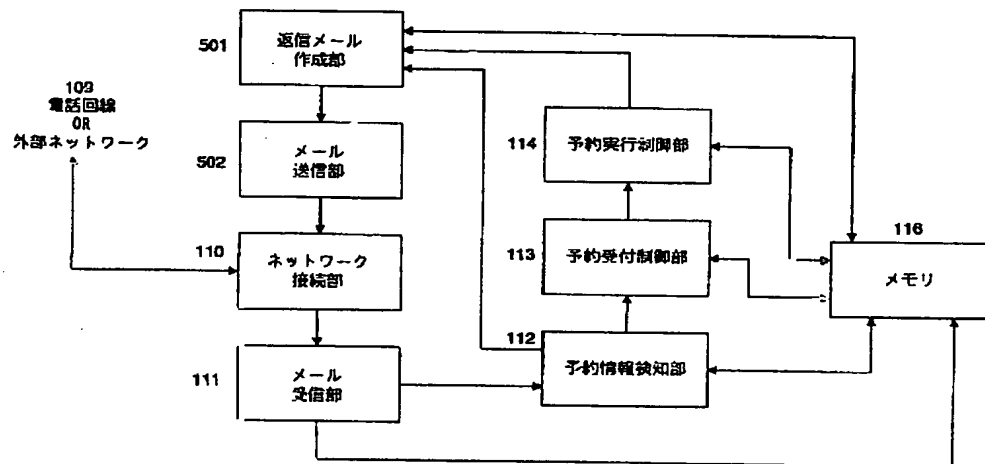 501
返信メール
作成部
109
電話回線
OR
外部ネットワーク
502
メール
送信部
114
予約実行制御部
110
ネットワーク
接続部
113
予約受付制御部
116
メモリ
112
予約情報検知部
111
メール
受信部